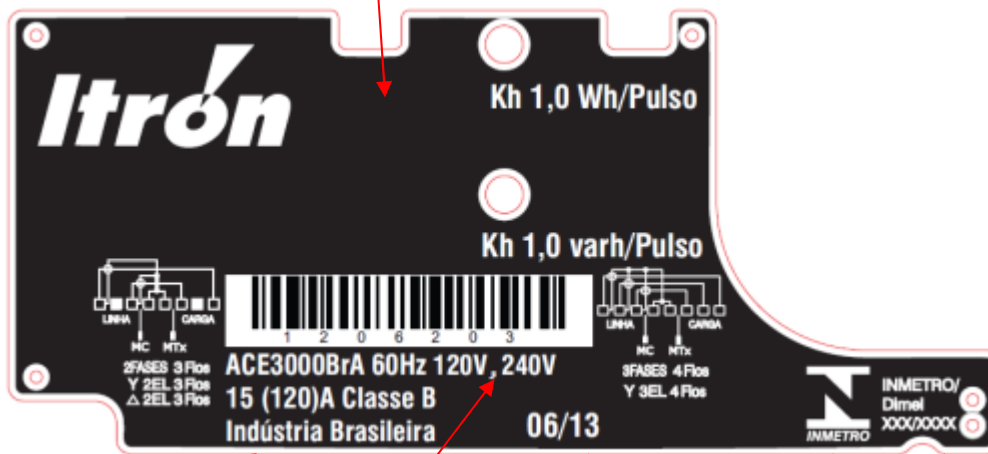 Itrón
Kh 1,0 Wh/Pulso
Kh 1,0 varh/Pulso
LINHA CARGA
MC MTx
2FASES 3 Fios
Y 2EL 3 Fios
△ 2EL 3 Fios
1 2 0 6 2 0 3
ACE3000BrA 60Hz 120V, 240V
15 (120)A Classe B
Indústria Brasileira 06/13
LINHA CARGA
MC MTx
3FASES 4 Fios
Y 3EL 4 Fios
INMETRO
INMETRO/
Dimel
XXX/XXXX